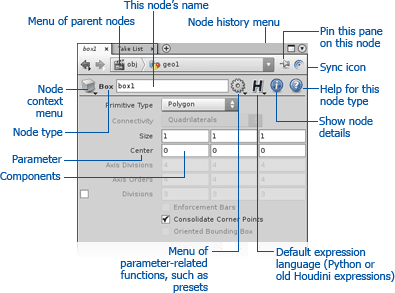 This node's name
Menu of parent nodes
Node history menu
Pin this pane
on this node
box1
Take List
obj
geo1
Sync icon
Node
context
menu
Box
box1
H
Help for this
node type
Node type
Primitive Type
Polygon
Connectivity
Quadrilaterals
Show node
details
Size
1
1
1
Parameter
Center
0
0
0
Components
Axis Divisions
4
4
4
Axis Orders
4
4
4
Divisions
3
3
3
Enforcement Bars
Consolidate Corner Points
Oriented Bounding Box
Menu of
parameter-related
functions, such as
presets
Default expression
language (Python or
old Houdini expressions)